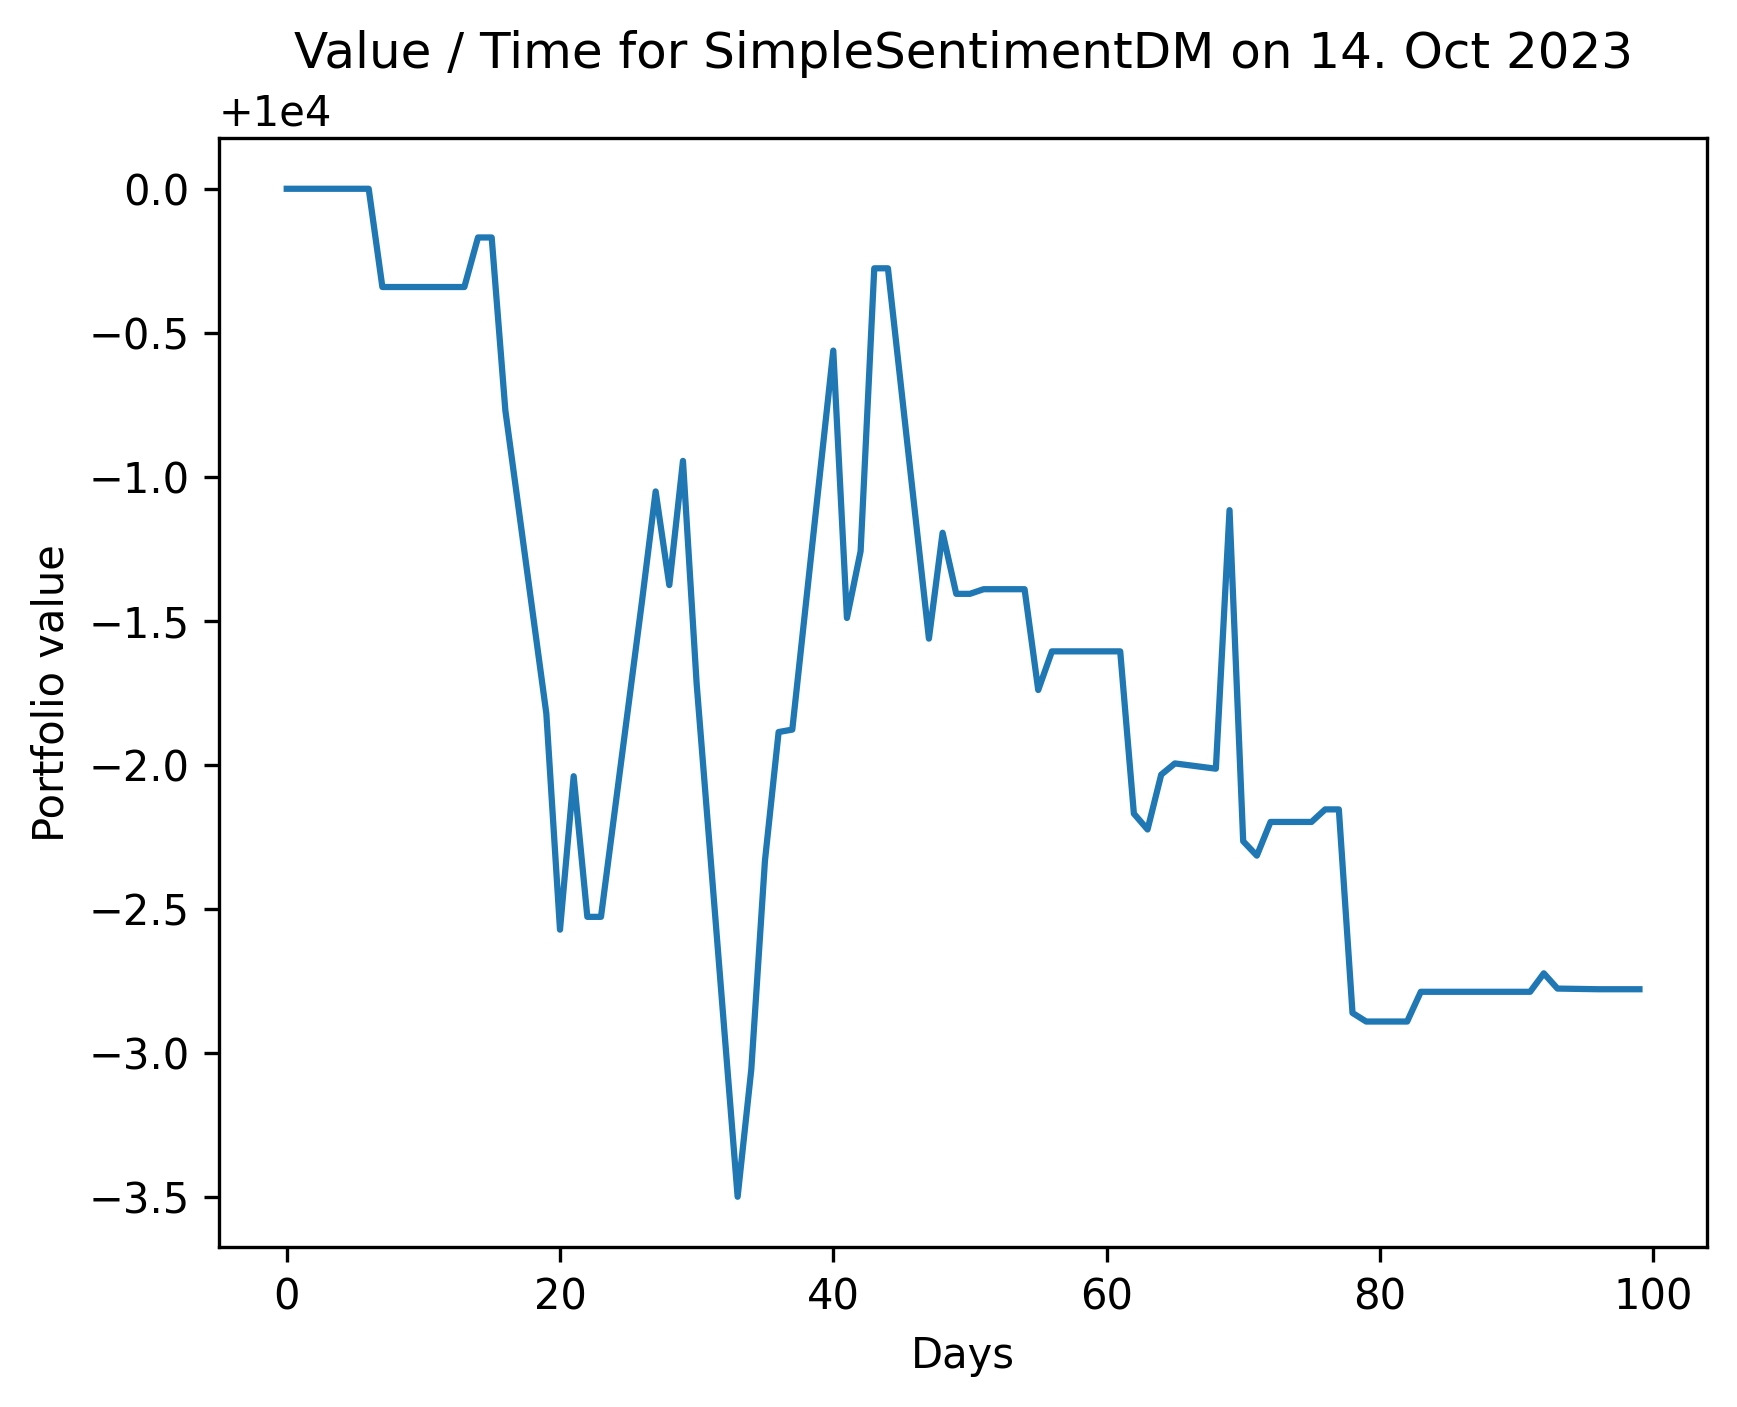 Value / Time for SimpleSentimentDM on 14. Oct 2023
+1e4
0.0
−0.5
−1.0
−1.5
−2.0
−2.5
−3.0
−3.5
Portfolio value
0 20 40 60 80 100
Days